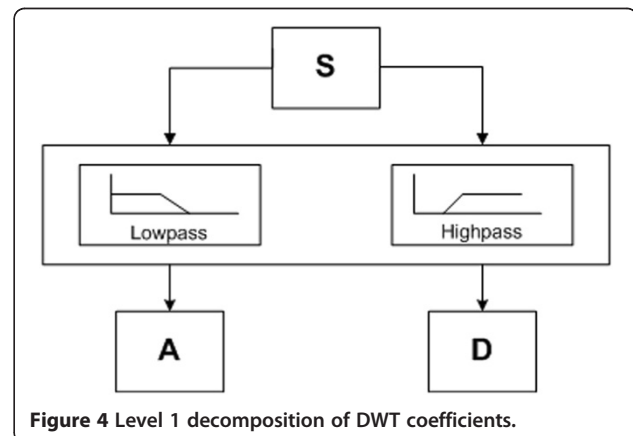 S
Lowpass
Highpass
A
D
Figure 4 Level 1 decomposition of DWT coefficients.